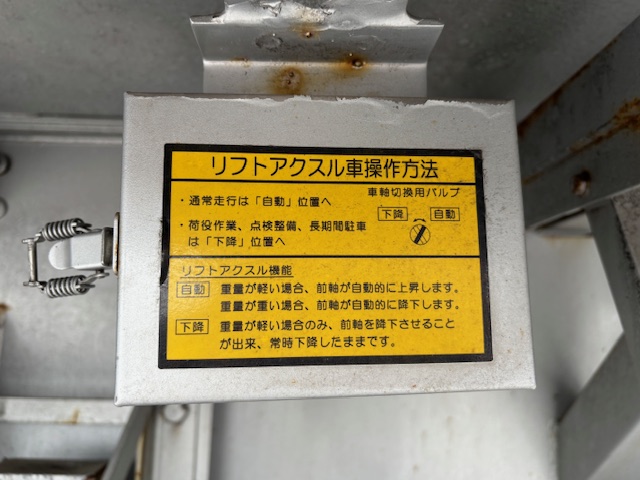 リフトアクスル車操作方法
車軸切換用バルブ
・通常走行は「自動」位置へ
下降 自動
・荷役作業、点検整備、長期間駐車
は「下降」位置へ
リフトアクスル機能
自動 重量が軽い場合、前軸が自動的に上昇します。
重量が重い場合、前軸が自動的に降下します。
下降 重量が軽い場合のみ、前軸を降下させること
が出来、常時下降したままです。